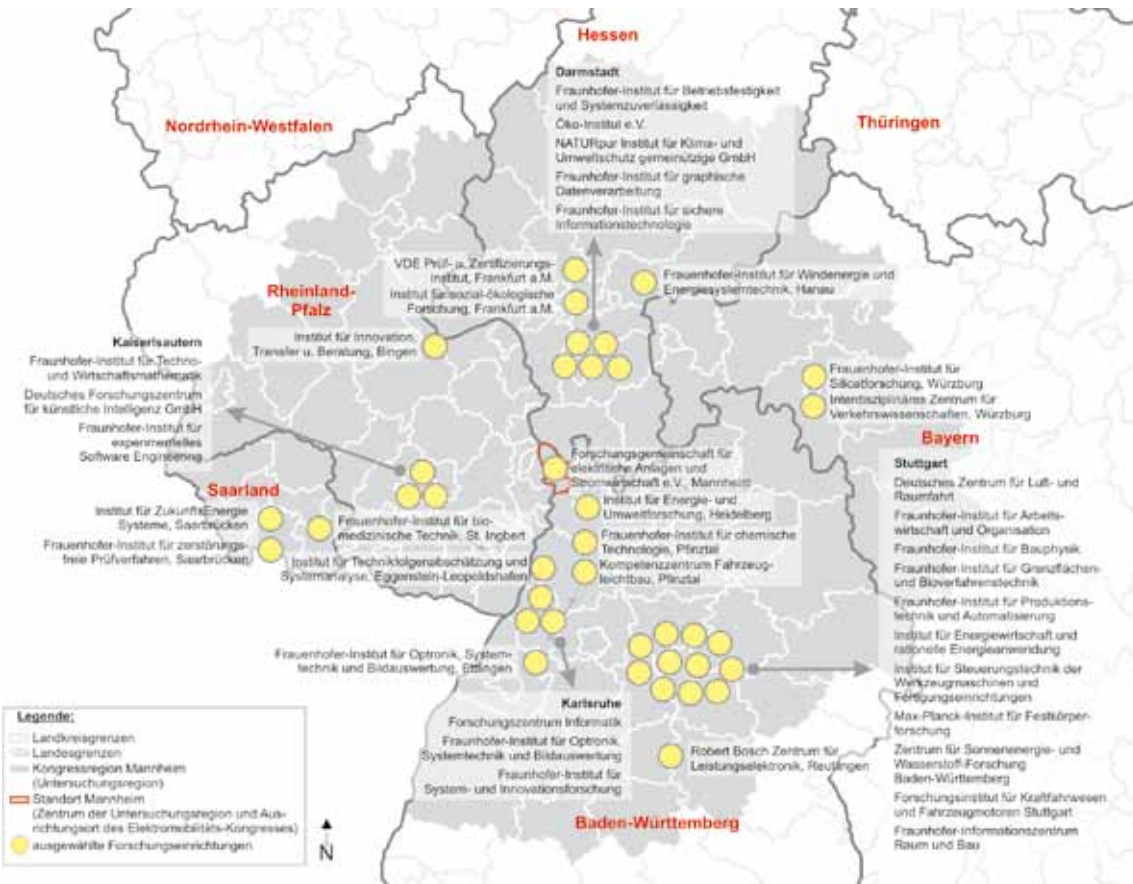 Hessen
Nordrhein-Westfalen
Thüringen
Darmstadt
Fraunhofer-Institut für Betriebsfestigkeit
und Systemzuverlässigkeit
Öko-Institut e.V.
NATURpur Institut für Klima- und
Umweltschutz gemeinützige GmbH
Fraunhofer-Institut für graphische
Datenverarbeitung
Fraunhofer-Institut für sichere
Informationstechnologie
VDE Prüf- u. Zertifizierungs-
institut, Frankfurt a.M.
Institut für sozial-ökologische
Forschung, Frankfurt a.M.
Frauenhofer-Institut für Windenergie und
Energiesystemtechnik, Hanau
Rheinland-
Pfalz
Institut für Innovation,
Transfer u. Beratung, Bingen
Kaiserlsautern
Fraunhofer-Institut für Techno-
und Wirtschaftsmathematik
Deutsches Forschungszentrum
für künstliche Intelligenz GmbH
Fraunhofer-Institut für
experimentelles
Software Engineering
Frauenhofer-Institut für
Silicatforschung, Würzburg
Interdisziplinäres Zentrum für
Verkehrswissenschaften, Würzburg
Bayern
Forschungsgemeinschaft für
elektrische Anlagen und
Stromwirtschaft e.V., Mannheim
Institut für Energie- und
Umweltforschung, Heidelberg
Frauenhofer-Institut für chemische
Technologie, Pfinztal
Kompetenzzentrum Fahrzeug-
leichtbau, Pfinztal
Saarland
Institut für ZukunftsEnergie
Systeme, Saarbrücken
Frauenhofer-Institut für zerstörungs-
freie Prüfverfahren, Saarbrücken
Frauenhofer-Institut für bio-
medizinische Technik, St. Ingbert
Institut für Technikfolgenabschätzung und
Systemanalyse, Eggenstein-Leopoldshafen
Frauenhofer-Institut für Optronik, System-
technik und Bildauswertung, Ettlingen
Karlsruhe
Forschungszentrum Informatik
Fraunhofer-Institut für Optronik,
Systemtechnik und Bildauswertung
Fraunhofer-Institut für
System- und Innovationsforschung
Robert Bosch Zentrum für
Leistungselektronik, Reutlingen
Baden-Württemberg
Stuttgart
Deutsches Zentrum für Luft- und
Raumfahrt
Fraunhofer-Institut für Arbeits-
wirtschaft und Organisation
Fraunhofer-Institut für Bauphysik
Fraunhofer-Institut für Grenzflächen-
und Bioverfahrenstechnik
Fraunhofer-Institut für Produktions-
technik und Automatisierung
Institut für Energiewirtschaft und
rationelle Energieanwendung
Institut für Steuerungstechnik der
Werkzeugmaschinen und
Fertigungseinrichtungen
Max-Planck-Institut für Festkörper-
forschung
Zentrum für Sonnenenergie- und
Wasserstoff-Forschung
Baden-Württemberg
Forschungsinstitut für Kraftfahrwesen
und Fahrzeugmotoren Stuttgart
Fraunhofer-Informationszentrum
Raum und Bau
Legende:
Landkreisgrenzen
Landesgrenzen
Kongressregion Mannheim
(Untersuchungsregion)
Standort Mannheim
(Zentrum der Untersuchungsregion und Aus-
richtungsort des Elektromobilitäts-Kongresses)
ausgewählte Forschungseinrichtungen
N